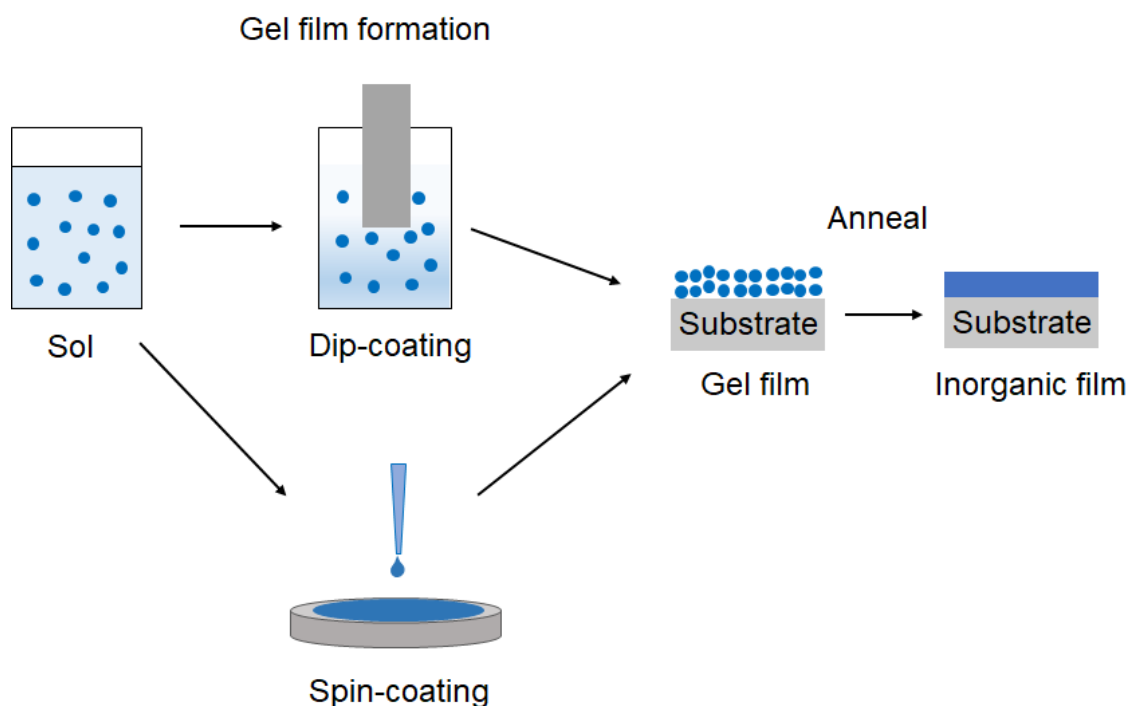 Gel film formation
Sol
Dip-coating
Spin-coating
Anneal
Substrate
Gel film
Substrate
Inorganic film